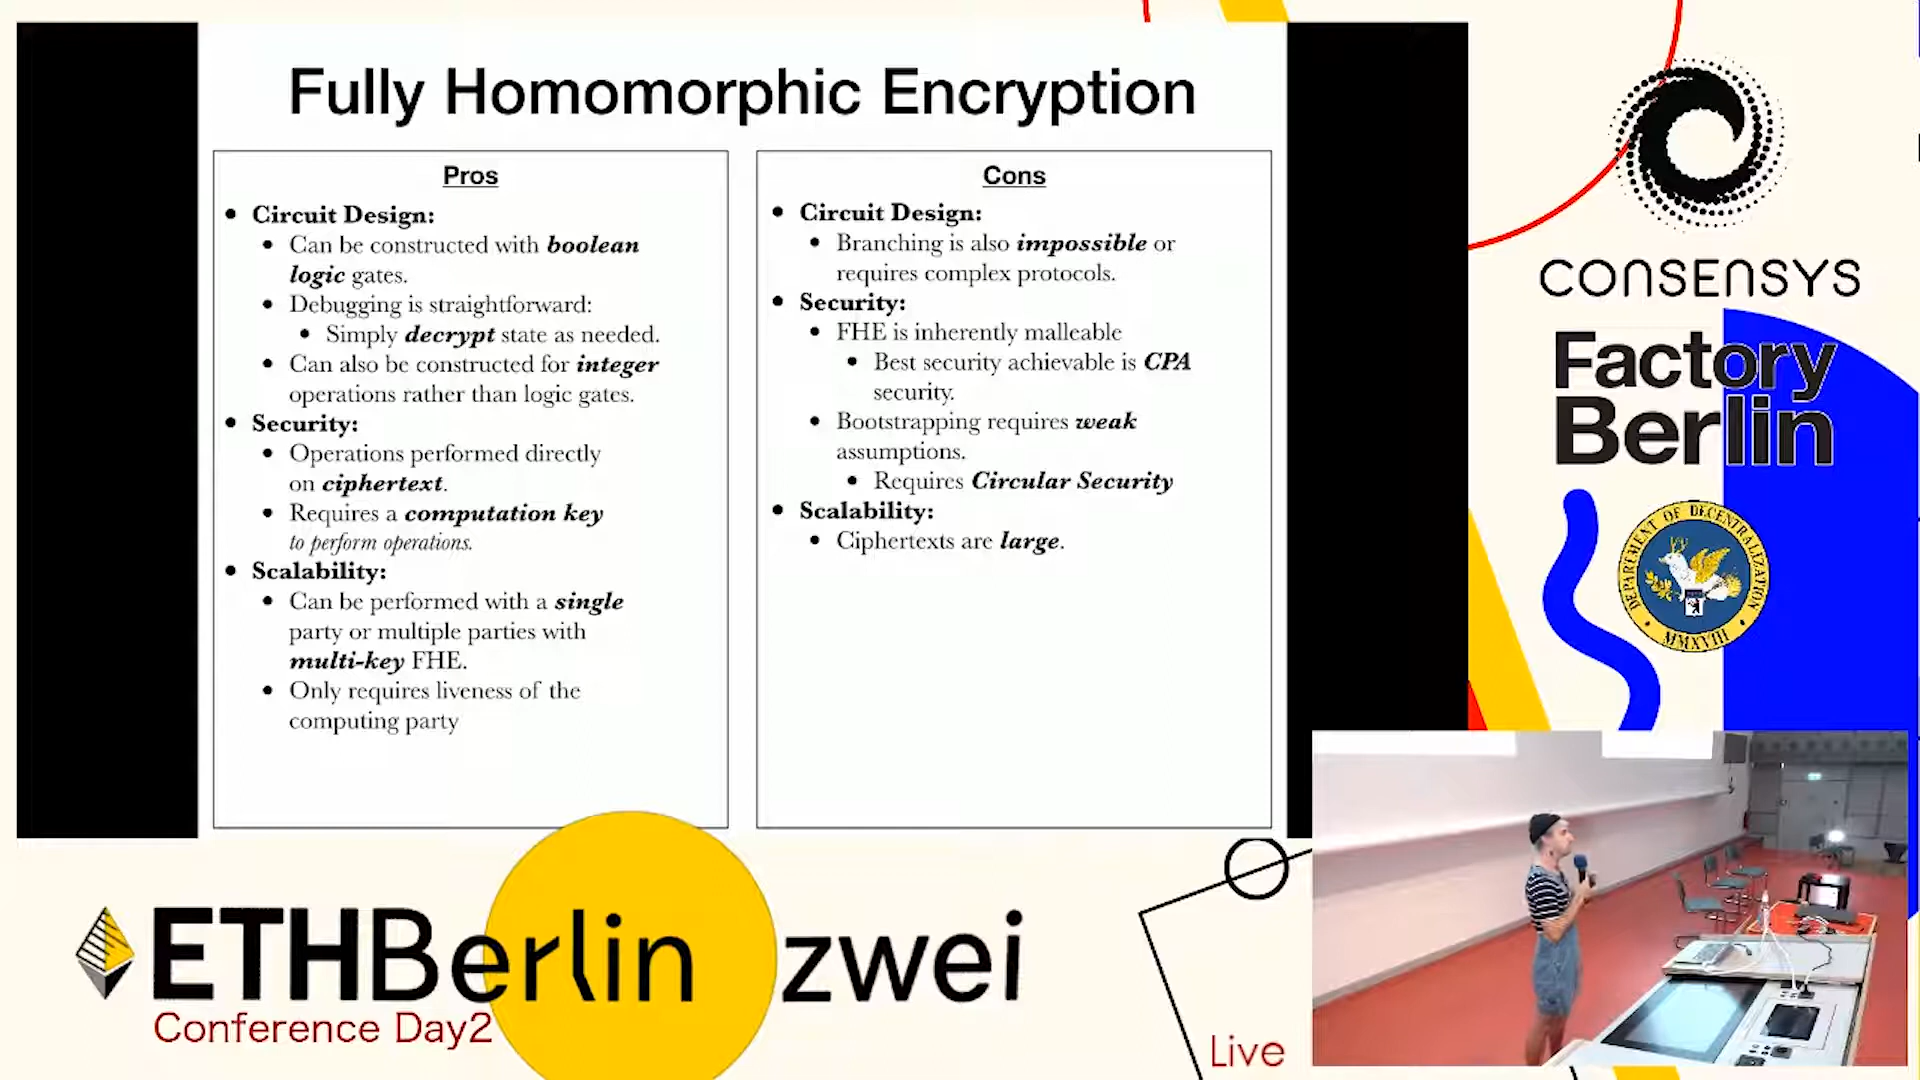 Fully Homomorphic Encryption
Pros
Circuit Design:
Can be constructed with boolean
logic gates.
Debugging is straightforward:
Simply decrypt state as needed.
Can also be constructed for integer
operations rather than logic gates.
Security:
Operations performed directly
on ciphertext.
Requires a computation key
to perform operations.
Scalability:
Can be performed with a single
party or multiple parties with
multi-key FHE.
Only requires liveness of the
computing party
Cons
Circuit Design:
Branching is also impossible or
requires complex protocols.
Security:
FHE is inherently malleable
Best security achievable is CPA
security.
Bootstrapping requires weak
assumptions.
Requires Circular Security
Scalability:
Ciphertexts are large.
CONSENSYS
Factory
Berlin
DEPARTMENT OF DECENTRALIZATION
MMXVIII
ETHBerlin zwei
Conference Day2
Live